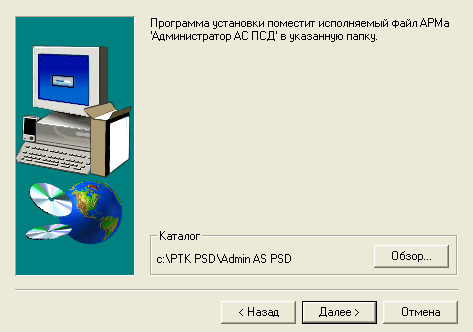 Программа установки поместит исполняемый файл АРМа
'Администратор АС ПСД' в указанную папку.
Каталог
c:\PTK PSD\Admin AS PSD
Обзор...
< Назад
Далее >
Отмена